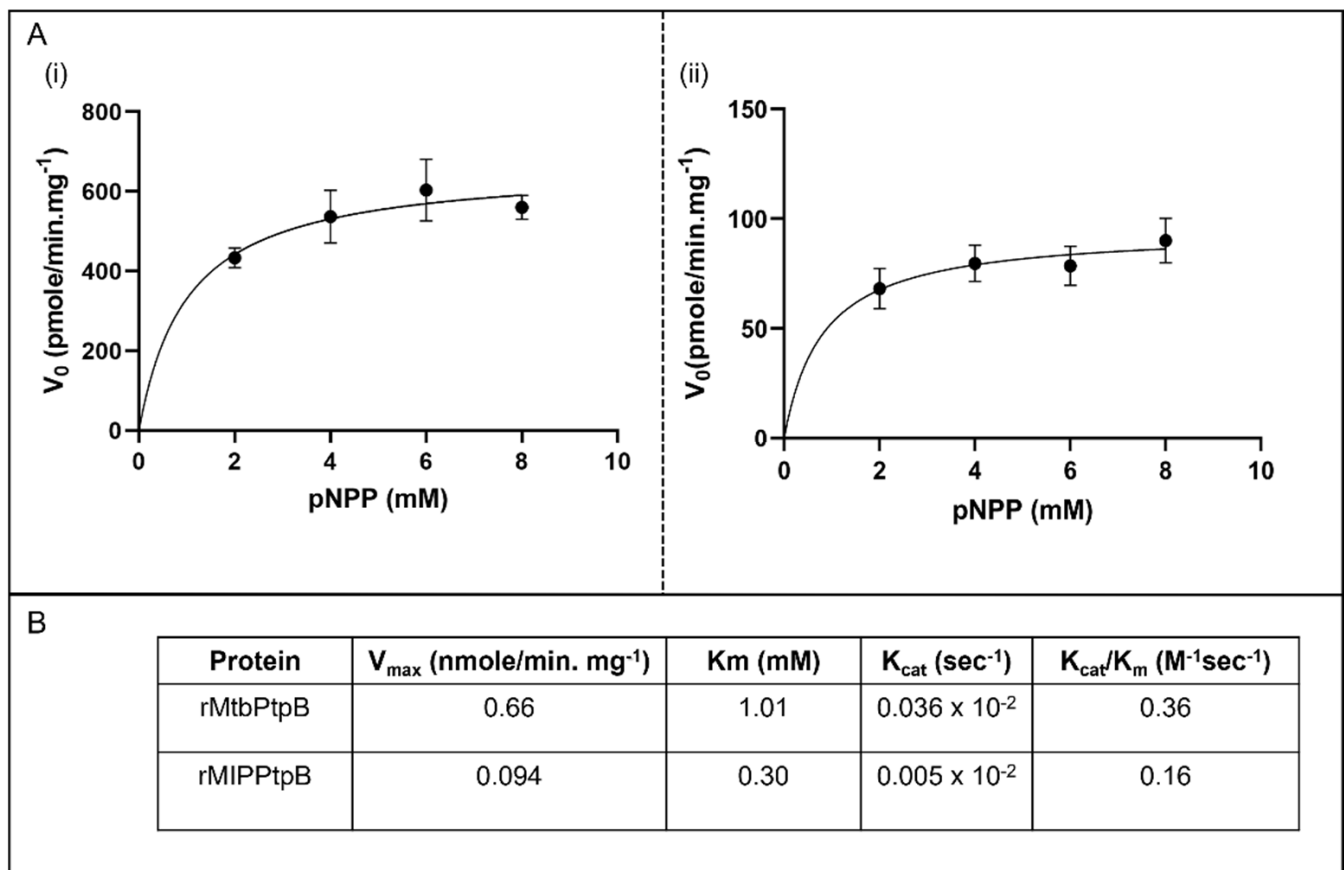 A
(i)
800
600
400
200
0
V₀ (pmole/min.mg⁻¹)
0 2 4 6 8 10
pNPP (mM)
(ii)
150
100
50
0
V₀(pmole/min.mg⁻¹)
0 2 4 6 8 10
pNPP (mM)
B
Protein Vmax (nmole/min. mg⁻¹) Km (mM) Kcat (sec⁻¹) Kcat/Km (M⁻¹sec⁻¹)
rMtbPtpB 0.66 1.01 0.036 x 10⁻² 0.36
rMIPPtpB 0.094 0.30 0.005 x 10⁻² 0.16